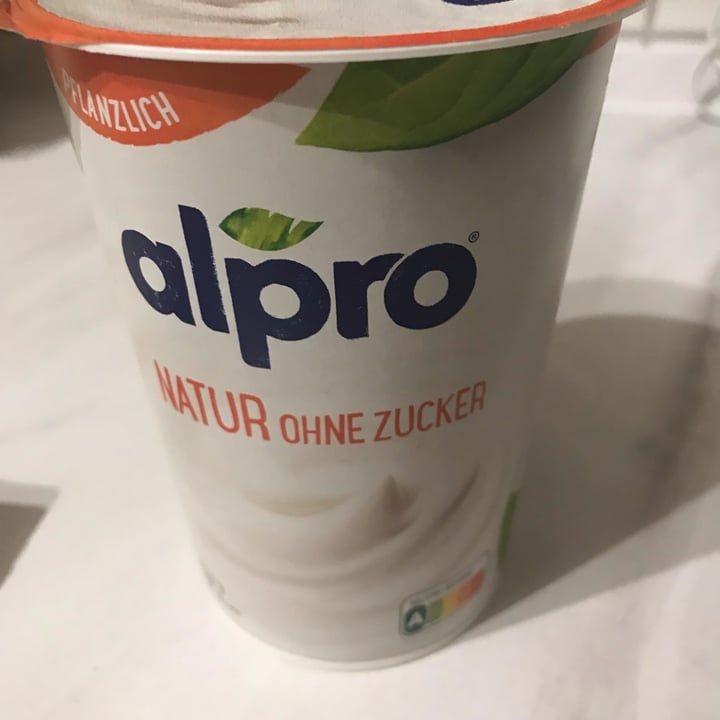 PFLANZLICH
alpro®
NATUR OHNE ZUCKER
A